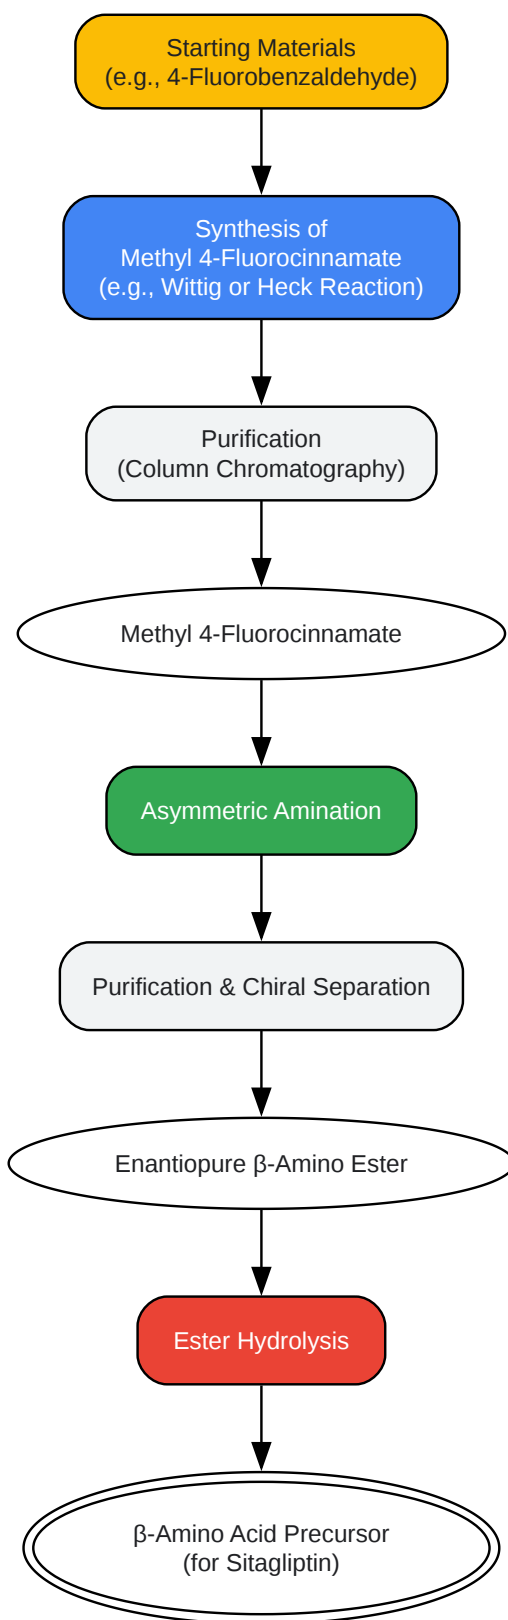 Starting Materials
(e.g., 4-Fluorobenzaldehyde)
Synthesis of
Methyl 4-Fluorocinnamate
(e.g., Wittig or Heck Reaction)
Purification
(Column Chromatography)
Methyl 4-Fluorocinnamate
Asymmetric Amination
Purification & Chiral Separation
Enantiopure β-Amino Ester
Ester Hydrolysis
β-Amino Acid Precursor
(for Sitagliptin)